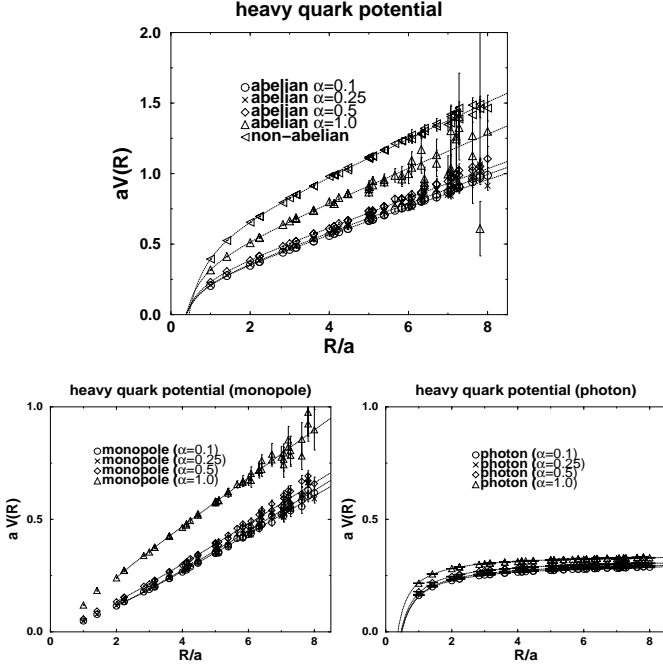 heavy quark potential
2.0
abelian α=0.1
abelian α=0.25
abelian α=0.5
abelian α=1.0
non−abelian
1.5
aV(R)
1.0
0.5
0.0
0 2 4 6 8
R/a
heavy quark potential (monopole)
1.0
monopole (α=0.1)
monopole (α=0.25)
monopole (α=0.5)
monopole (α=1.0)
a V(R)
0.5
0.0
0 2 4 6 8
R/a
heavy quark potential (photon)
1.0
photon (α=0.1)
photon (α=0.25)
photon (α=0.5)
photon (α=1.0)
a V(R)
0.5
0.0
0 2 4 6 8
R/a